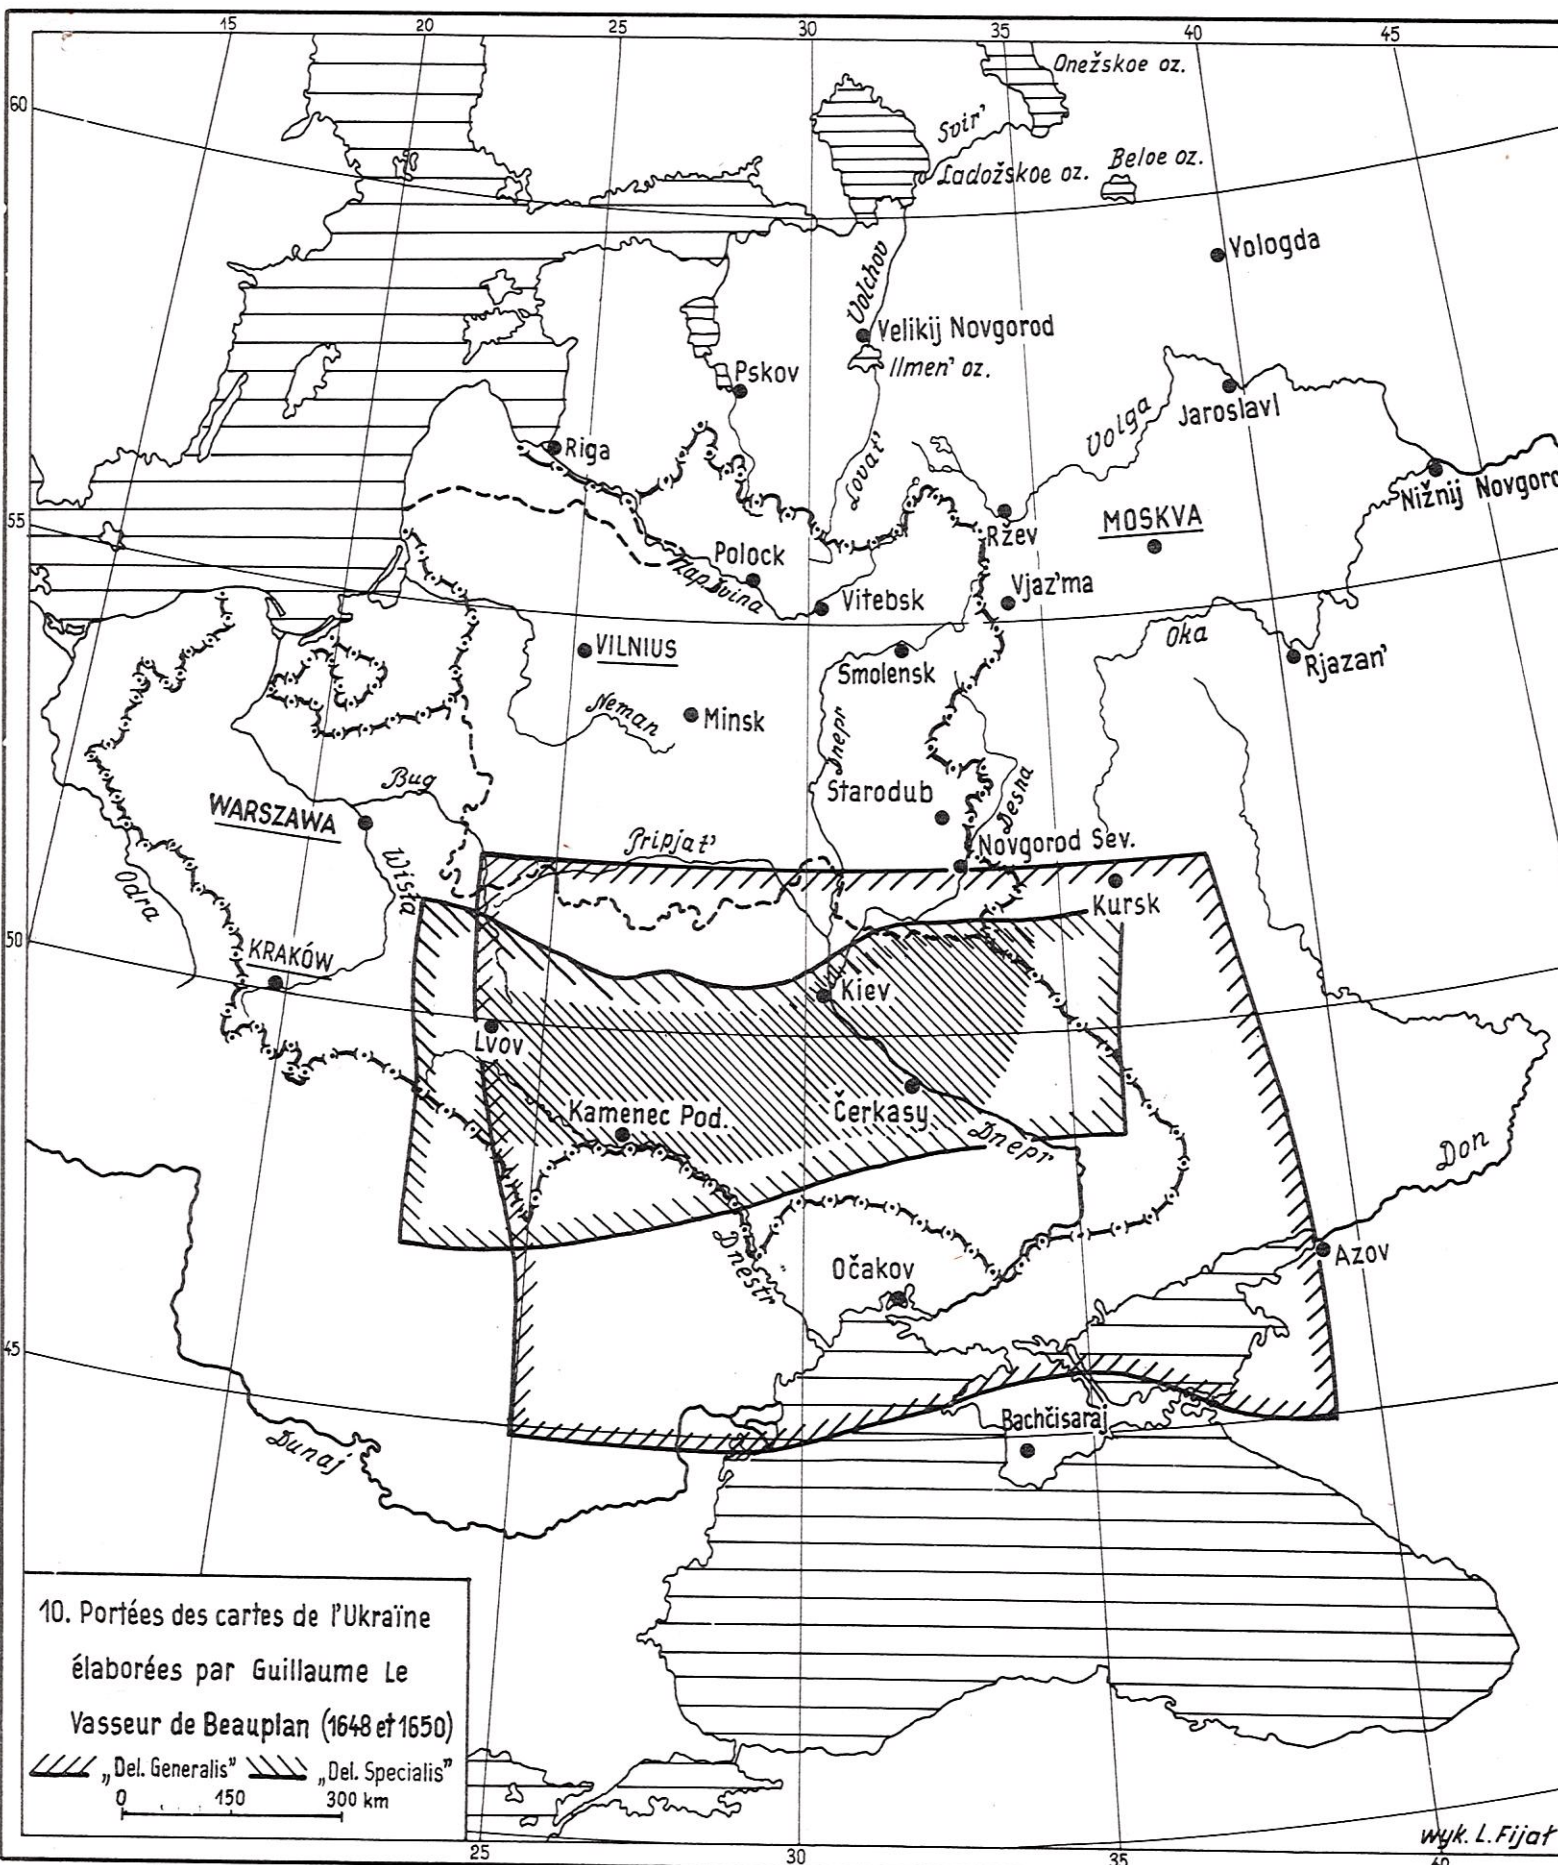 15 20 25 30 35 40 45
Onežskoe oz.
60
Svir'
Beloe oz.
Ladožskoe oz.
Vologda
Volchov
Velikij Novgorod
Ilmen' oz.
Pskov
Jaroslavl
Volga
Riga
Lovat'
Nižnij Novgoro
55
MOSKVA
Ržev
Polock
Zap. Dvina
Vitebsk
Vjaz'ma
Oka
VILNIUS
Smolensk
Rjazan'
Neman
Minsk
Dnepr
Bug
Starodub
Desna
WARSZAWA
Pripjat'
Novgorod Sev.
Wisła
Odra
Kursk
50
KRAKÓW
Kiev
Lvov
Kamenec Pod.
Čerkasy
Dnepr
Don
Dnestr
Očakov
Azov
45
Bachčisaraj
Dunaj
10. Portées des cartes de l'Ukraïne
élaborées par Guillaume Le
Vasseur de Beauplan (1648 et 1650)
„Del. Generalis” „Del. Specialis”
0 150 300 km
wyk. L. Fijał
25 30 35 40